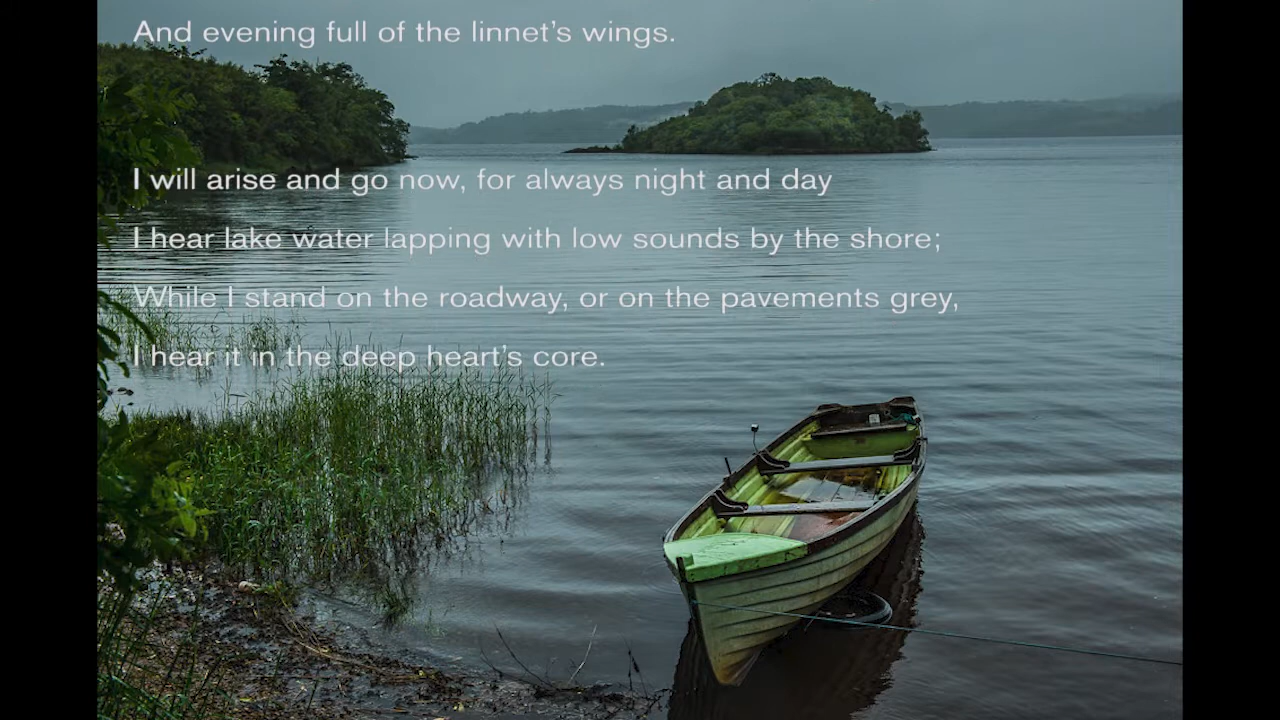 And evening full of the linnet’s wings.
I will arise and go now, for always night and day
I hear lake water lapping with low sounds by the shore;
While I stand on the roadway, or on the pavements grey,
I hear it in the deep heart’s core.